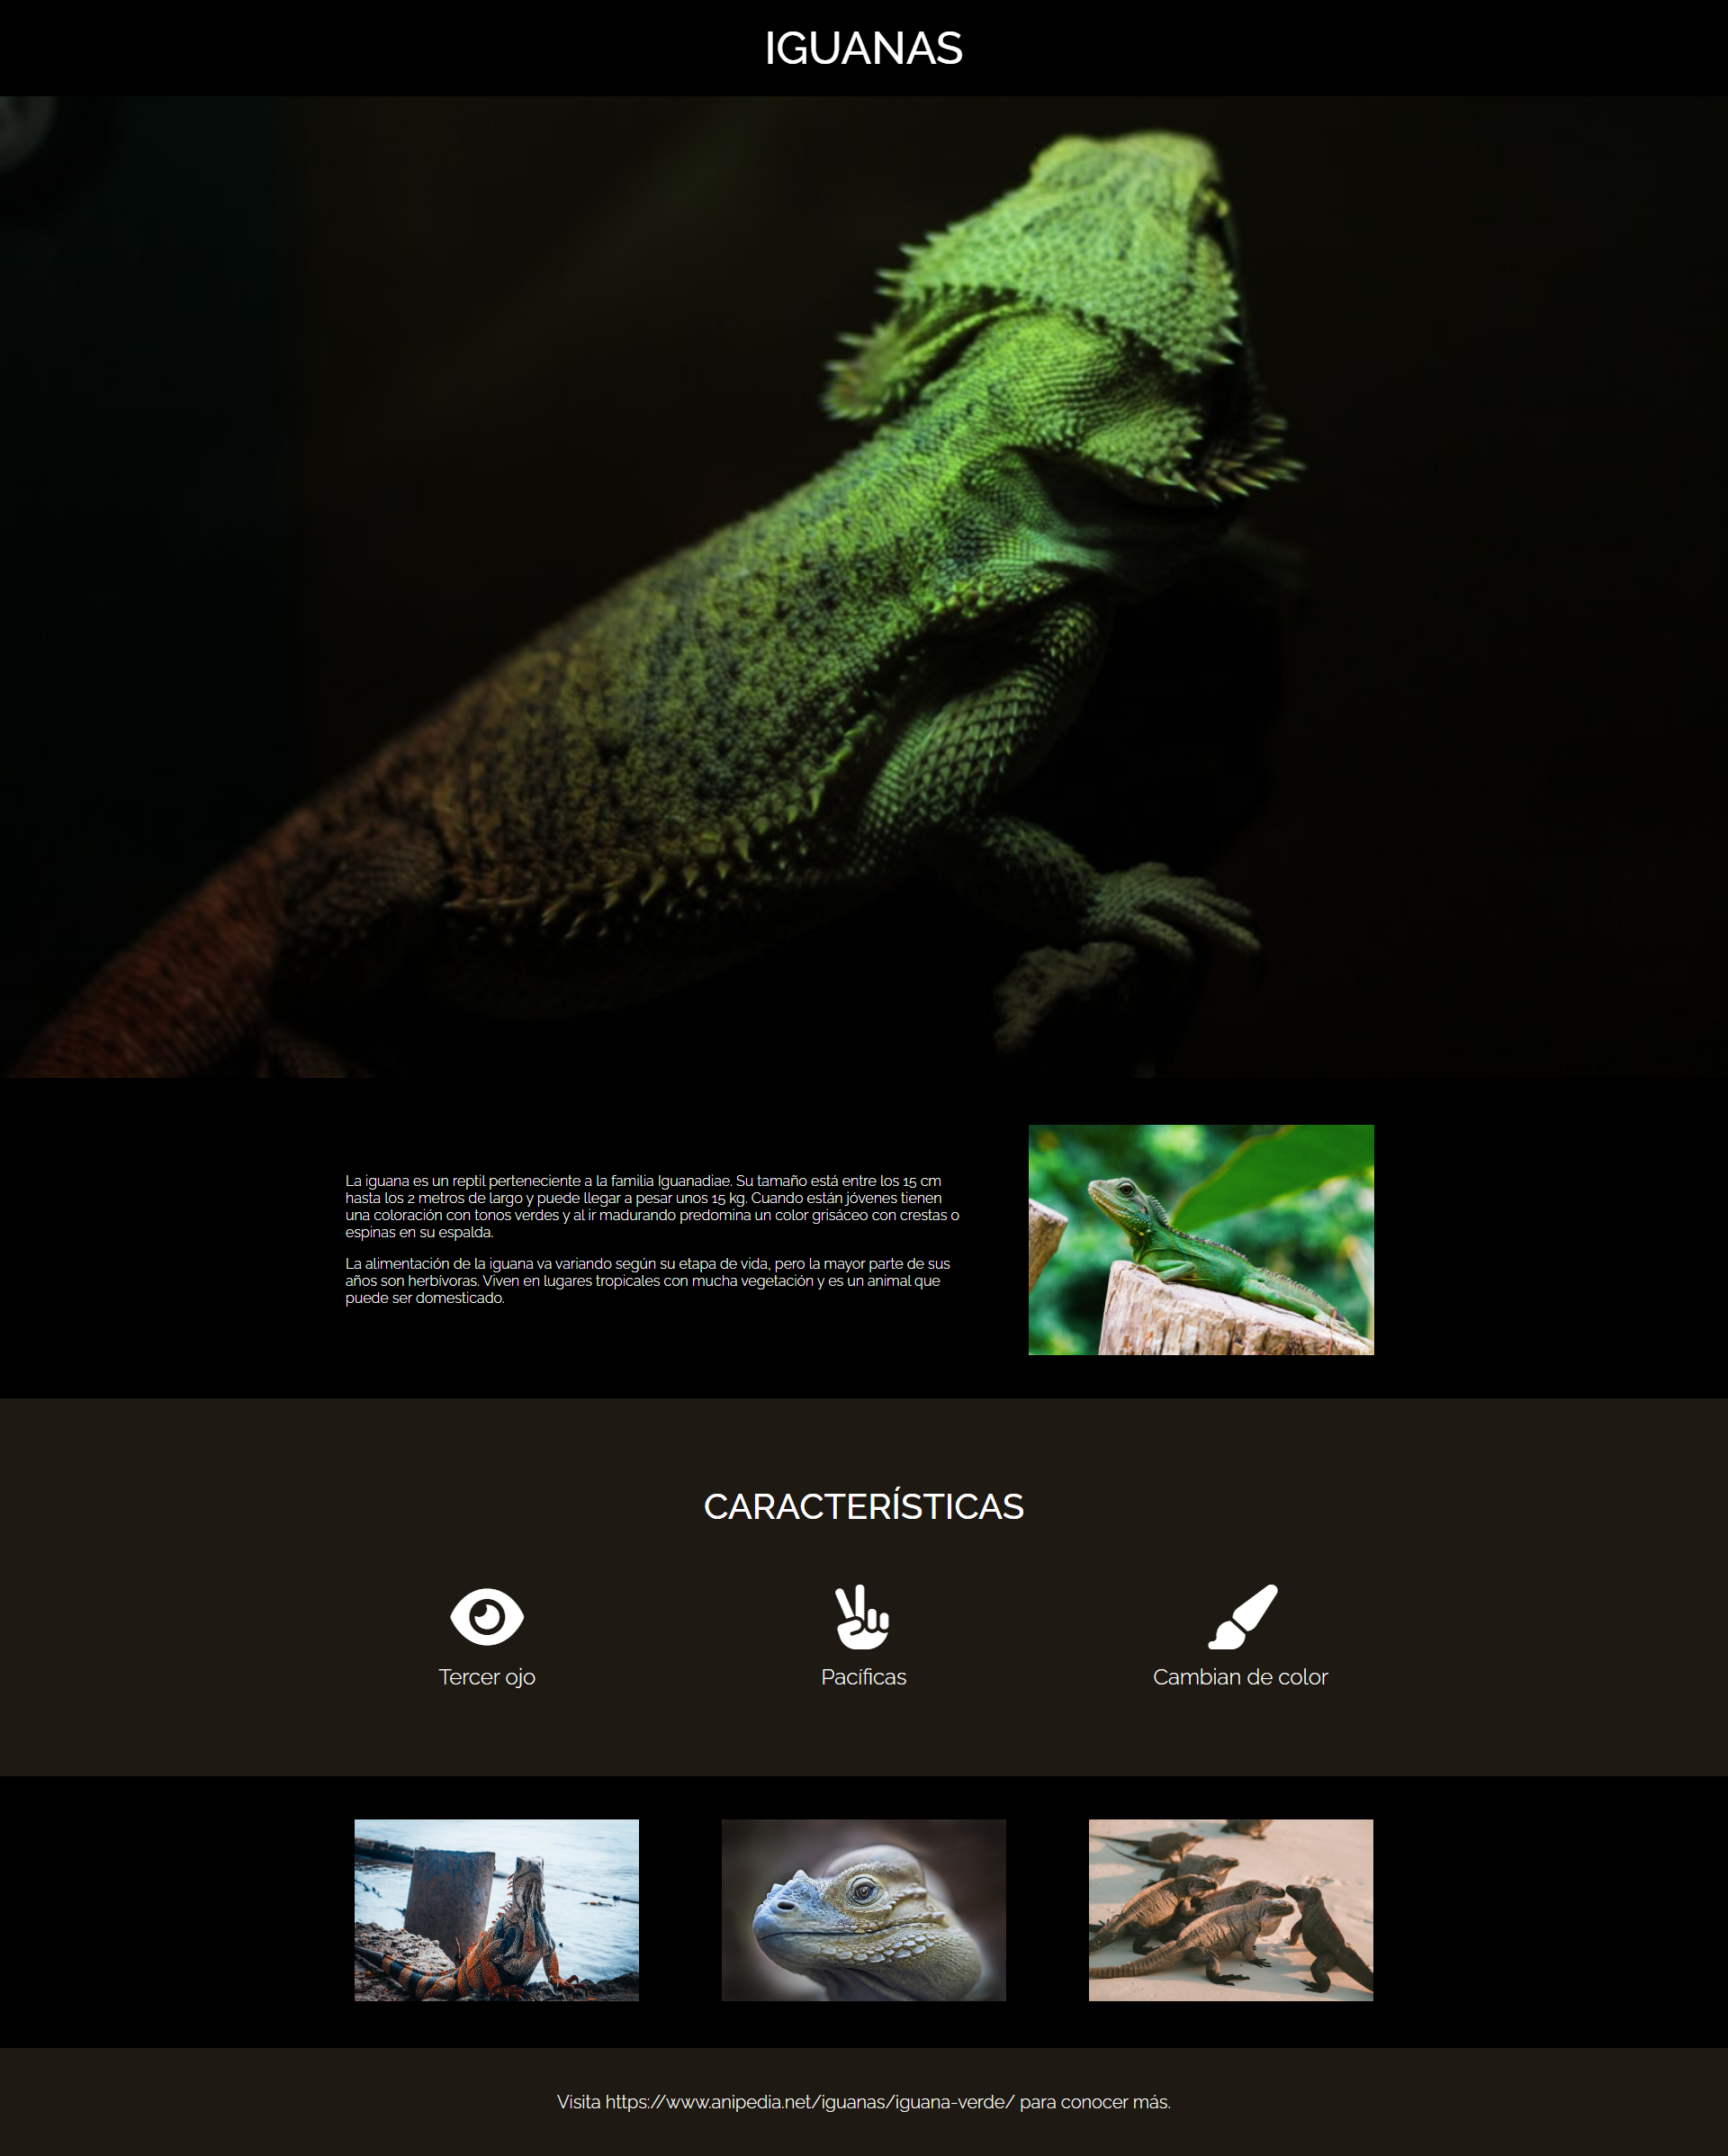 IGUANAS
La iguana es un reptil perteneciente a la familia Iguanadiae. Su tamaño está entre los 15 cm
hasta los 2 metros de largo y puede llegar a pesar unos 15 kg. Cuando están jóvenes tienen
una coloración con tonos verdes y al ir madurando predomina un color grisáceo con crestas o
espinas en su espalda.
La alimentación de la iguana va variando según su etapa de vida, pero la mayor parte de sus
años son herbívoras. Viven en lugares tropicales con mucha vegetación y es un animal que
puede ser domesticado.
CARACTERÍSTICAS
Tercer ojo
Pacíficas
Cambian de color
Visita https://www.anipedia.net/iguanas/iguana-verde/ para conocer más.